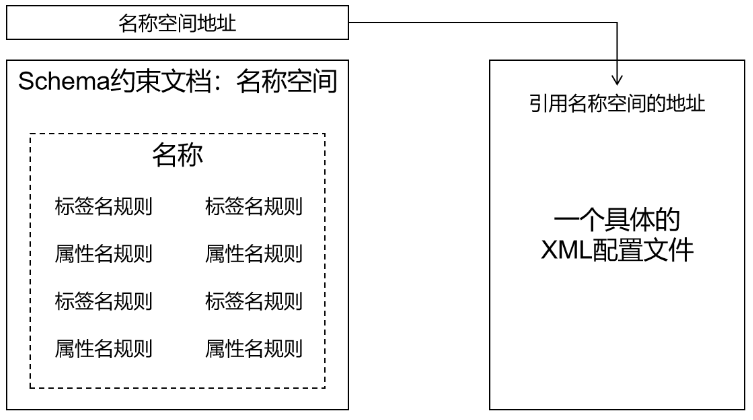 名称空间地址
Schema约束文档：名称空间
引用名称空间的地址
名称
标签名规则 标签名规则
属性名规则 属性名规则
标签名规则 标签名规则
属性名规则 属性名规则
一个具体的
XML配置文件